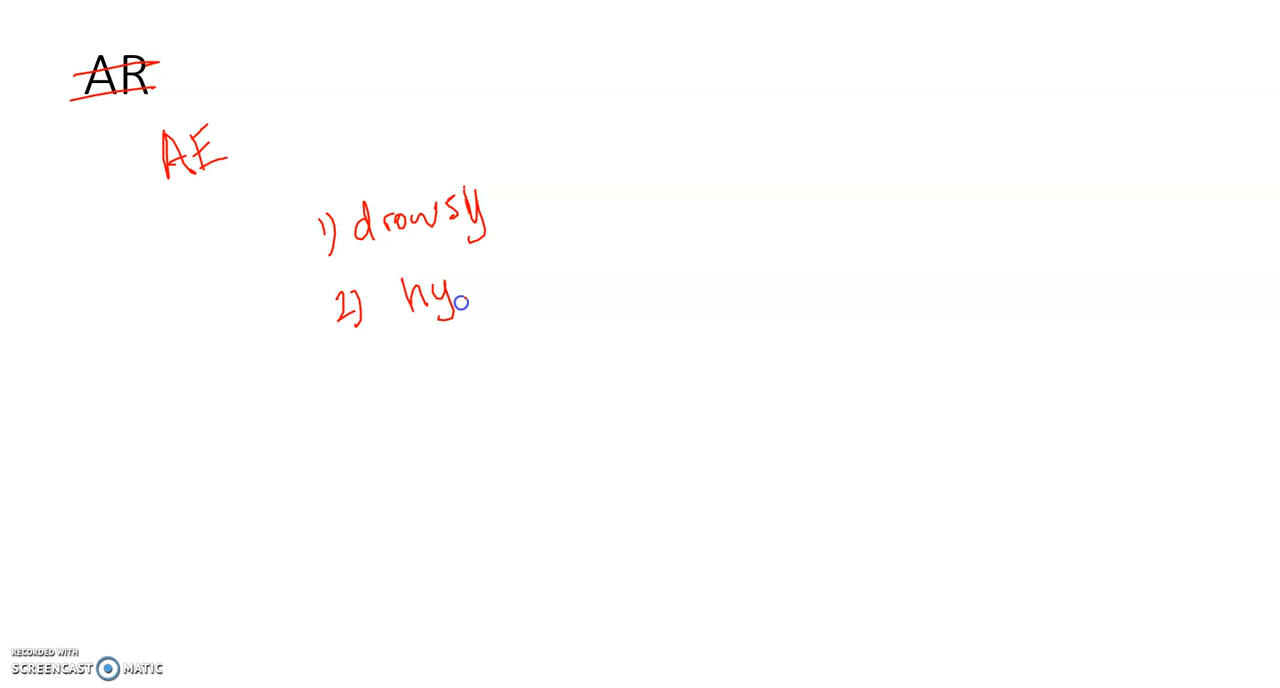 AR
AE
1) drowsy
2) hy
RECORDED WITH
SCREENCAST MATIC